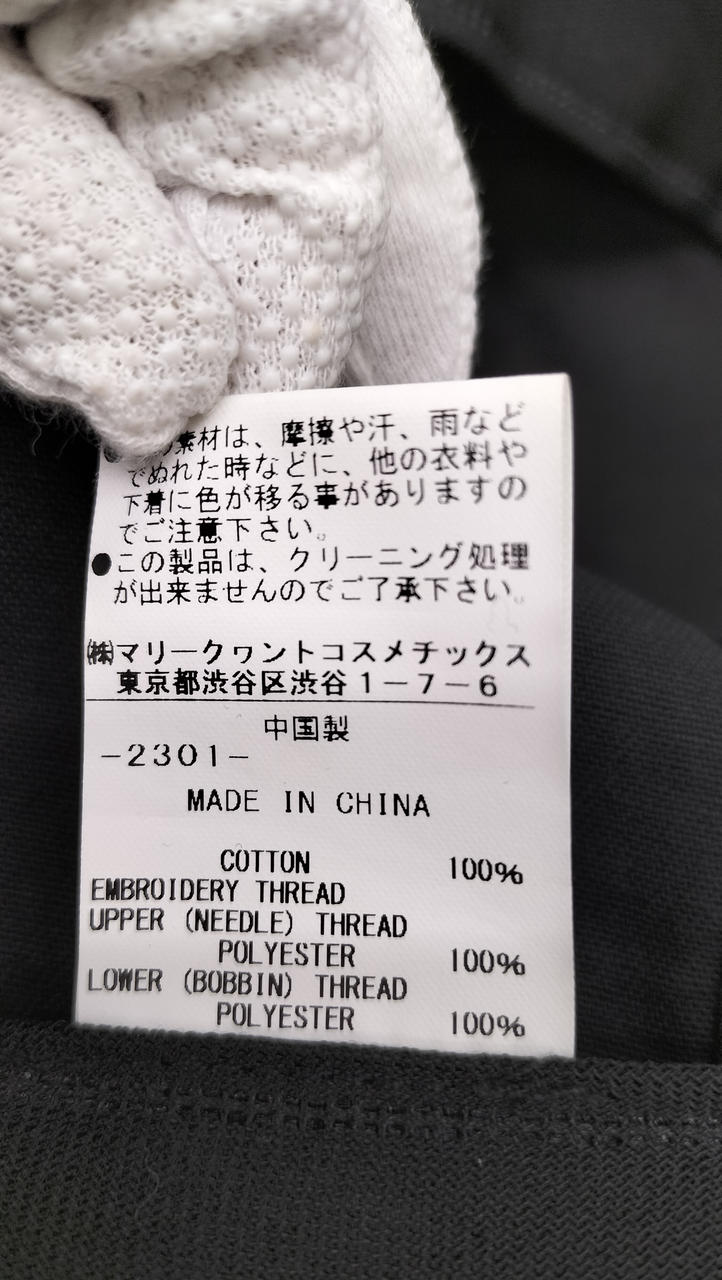 素材は、摩擦や汗、雨など
でぬれた時などに、他の衣料や
下着に色が移る事がありますの
でご注意下さい。
●この製品は、クリーニング処理
が出来ませんのでご了承下さい。
㈱マリークヮントコスメチックス
東京都渋谷区渋谷1－7－6
中国製
－2301－
MADE IN CHINA
COTTON 100%
EMBROIDERY THREAD
UPPER (NEEDLE) THREAD
POLYESTER 100%
LOWER (BOBBIN) THREAD
POLYESTER 100%